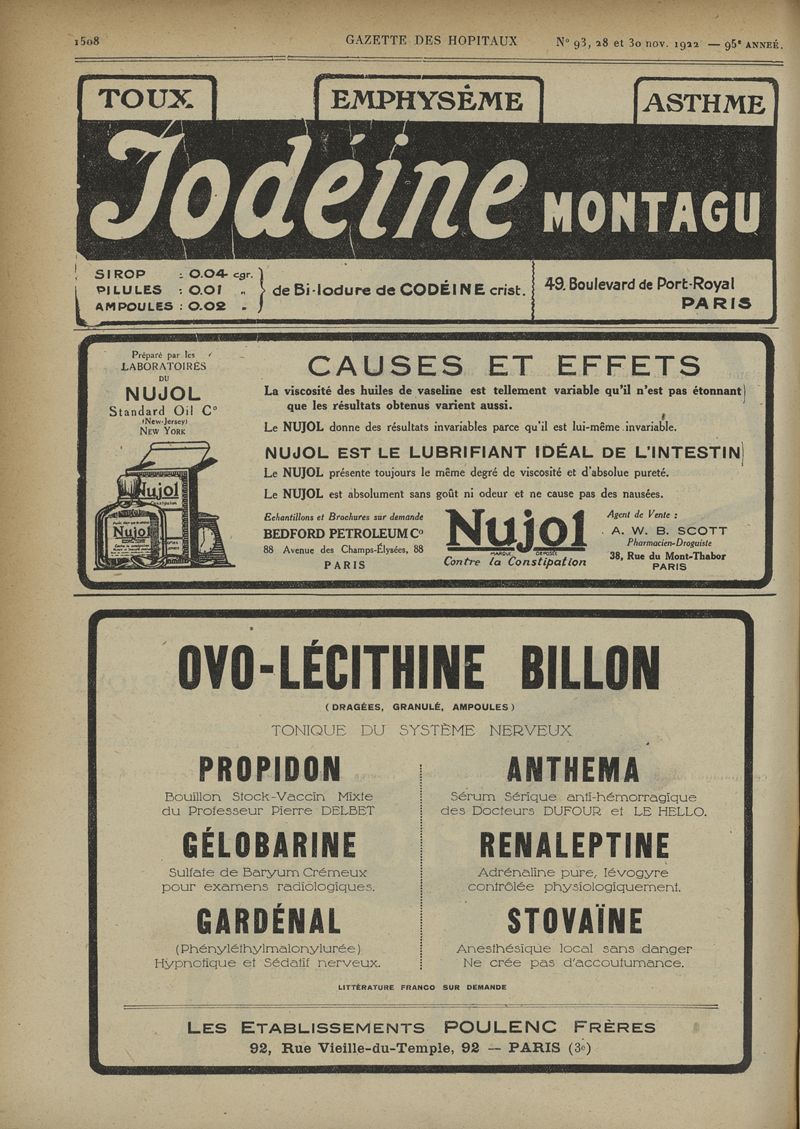 1508 GAZETTE DES HOPITAUX N° 93, 28 et 30 nov. 1922 — 95e ANNEÉ.
TOUX EMPHYSÈME ASTHME
Iodéine MONTAGU
SIROP : 0.04 cgr.
PILULES : 0.01 „
AMPOULES : 0.02 „
de Bi-Iodure de CODÉINE crist.
49, Boulevard de Port-Royal
PARIS
Préparé par les
LABORATOIRES
DU
NUJOL
Standard Oil C°
(New-Jersey)
NEW YORK
Nujol
Nujol
CAUSES ET EFFETS
La viscosité des huiles de vaseline est tellement variable qu'il n'est pas étonnant
que les résultats obtenus varient aussi.
Le NUJOL donne des résultats invariables parce qu'il est lui-même invariable.
NUJOL EST LE LUBRIFIANT IDÉAL DE L'INTESTIN
Le NUJOL présente toujours le même degré de viscosité et d'absolue pureté.
Le NUJOL est absolument sans goût ni odeur et ne cause pas des nausées.
Echantillons et Brochures sur demande
BEDFORD PETROLEUM C°
88 Avenue des Champs-Élysées, 88
PARIS
Nujol
MARQUE DÉPOSÉE
Contre la Constipation
Agent de Vente :
A. W. B. SCOTT
Pharmacien-Droguiste
38, Rue du Mont-Thabor
PARIS
OVO-LÉCITHINE BILLON
(DRAGÉES, GRANULÉ, AMPOULES)
TONIQUE DU SYSTÈME NERVEUX
PROPIDON
Bouillon Stock-Vaccin Mixte
du Professeur Pierre DELBET
ANTHEMA
Sérum Sérique anti-hémorragique
des Docteurs DUFOUR et LE HELLO.
GÉLOBARINE
Sulfate de Baryum Crémeux
pour examens radiologiques.
RENALEPTINE
Adrénaline pure, lévogyre
contrôlée physiologiquement.
GARDÉNAL
(Phényléthylmalonylurée)
Hypnotique et Sédatif nerveux.
STOVAÏNE
Anesthésique local sans danger
Ne crée pas d'accoutumance.
LITTÉRATURE FRANCO SUR DEMANDE
LES ETABLISSEMENTS POULENC FRÈRES
92, Rue Vieille-du-Temple, 92 — PARIS (3e)